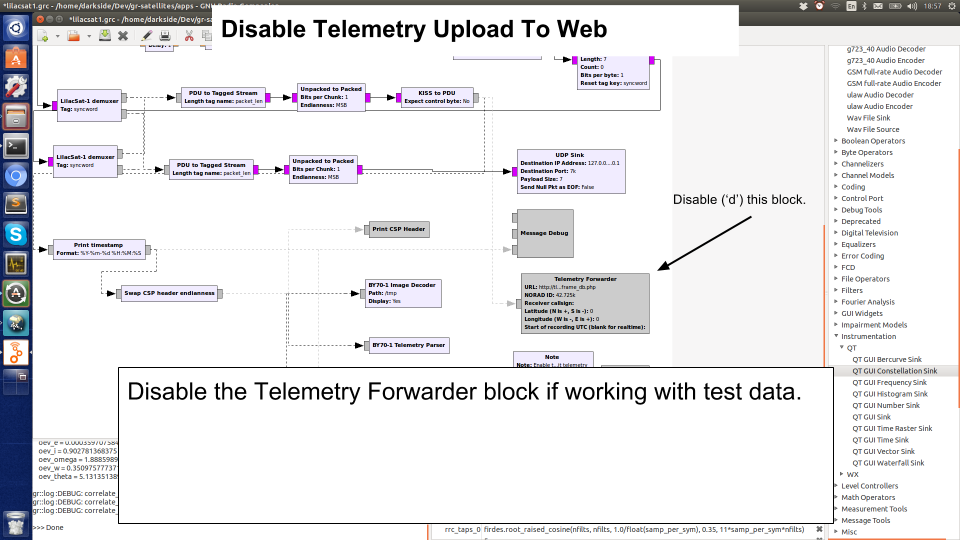 *lilacsat1.grc - /home/darkside/Dev/gr-satellites/apps - GNU Radio Companion
En
18:57
*lilacsat1.grc - /home/darkside/Dev/gr-s
Disable Telemetry Upload To Web
Length: 7
Count: 0
Bits per byte: 1
Reset tag key: syncword
LilacSat-1 demuxer
Tag: syncword
PDU to Tagged Stream
Length tag name: packet_len
Unpacked to Packed
Bits per Chunk: 1
Endianness: MSB
KISS to PDU
Expect control byte: No
LilacSat-1 demuxer
Tag: syncword
PDU to Tagged Stream
Length tag name: packet_len
Unpacked to Packed
Bits per Chunk: 1
Endianness: MSB
UDP Sink
Destination IP Address: 127.0.0....0.1
Destination Port: 7k
Payload Size: 7
Send Null Pkt as EOF: False
Disable (‘d’) this block.
Print CSP Header
Message Debug
Print timestamp
Format: %Y-%m-%d %H:%M:%S
Swap CSP header endianness
BY70-1 Image Decoder
Path: /tmp
Display: Yes
Telemetry Forwarder
URL: http://ti...frame_db.php
NORAD ID: 42.725k
Receiver callsign:
Latitude (N is +, S is -): 0
Longitude (W is -, E is +): 0
Start of recording UTC (blank for realtime):
BY70-1 Telemetry Parser
Note
Note: Enable t...it telemetry
Disable the Telemetry Forwarder block if working with test data.
oev_i = 0.902781368375
oev_omega = 1.8885989
oev_w = 0.350975777371
oev_theta = 5.131351389
gr::log :DEBUG: correlate_
gr::log :DEBUG: correlate_
gr::log :DEBUG: correlate_
>>> Done
rrc_taps_0 firdes.root_raised_cosine(nfilts, nfilts, 1.0/float(samp_per_sym), 0.35, 11*samp_per_sym*nfilts)
g723_40 Audio Decoder
g723_40 Audio Encoder
GSM full-rate Audio Decoder
GSM full-rate Audio Encoder
ulaw Audio Decoder
ulaw Audio Encoder
Wav File Sink
Wav File Source
Boolean Operators
Byte Operators
Channelizers
Channel Models
Coding
Control Port
Debug Tools
Deprecated
Digital Television
Equalizers
Error Coding
FCD
File Operators
Filters
Fourier Analysis
GUI Widgets
Impairment Models
Instrumentation
QT
QT GUI Bercurve Sink
QT GUI Constellation Sink
QT GUI Frequency Sink
QT GUI Histogram Sink
QT GUI Number Sink
QT GUI Sink
QT GUI Time Raster Sink
QT GUI Time Sink
QT GUI Vector Sink
QT GUI Waterfall Sink
WX
Level Controllers
Math Operators
Measurement Tools
Message Tools
Misc